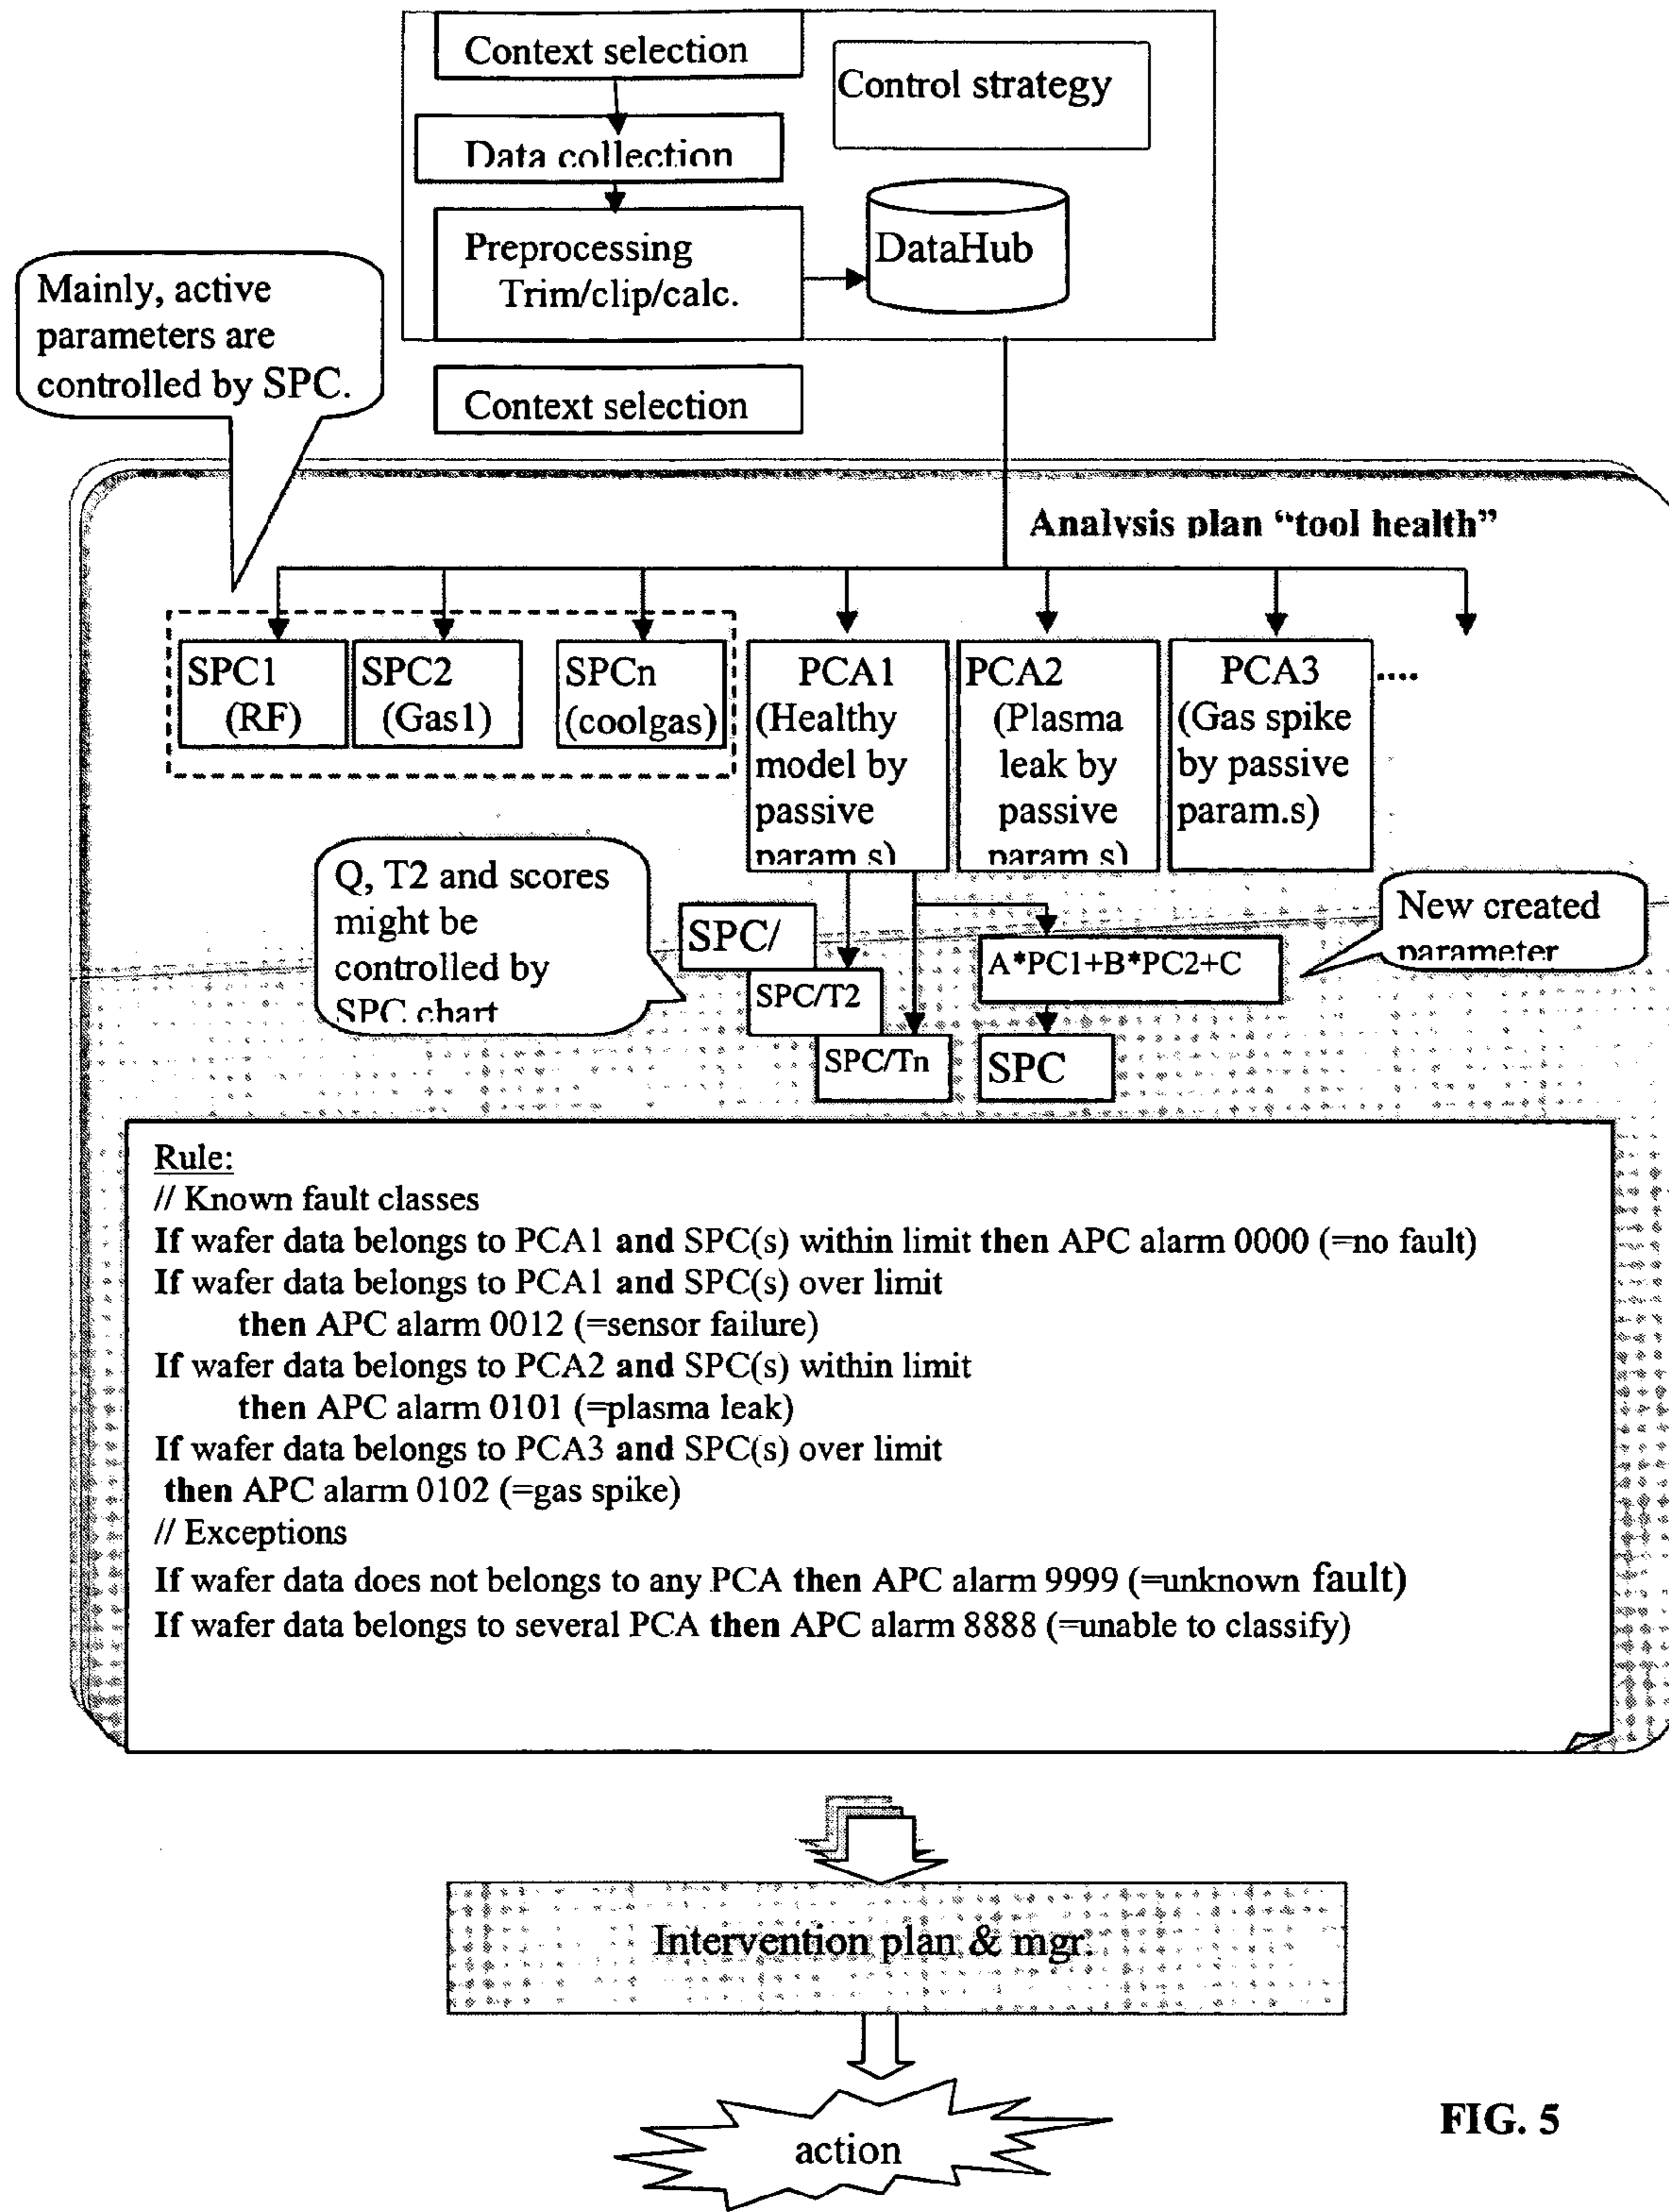 Context selection
Control strategy
Data collection
Preprocessing
Trim/clip/calc.
DataHub
Mainly, active
parameters are
controlled by SPC.
Context selection
Analysis plan “tool health”
SPC1
(RF)
SPC2
(Gas1)
SPCn
(coolgas)
PCA1
(Healthy
model by
passive
param.s)
PCA2
(Plasma
leak by
passive
param.s)
PCA3
(Gas spike
by passive
param.s)
....
Q, T2 and scores
might be
controlled by
SPC chart
SPC/
SPC/T2
SPC/Tn
A*PC1+B*PC2+C
SPC
New created
parameter
Rule:
// Known fault classes
If wafer data belongs to PCA1 and SPC(s) within limit then APC alarm 0000 (=no fault)
If wafer data belongs to PCA1 and SPC(s) over limit
then APC alarm 0012 (=sensor failure)
If wafer data belongs to PCA2 and SPC(s) within limit
then APC alarm 0101 (=plasma leak)
If wafer data belongs to PCA3 and SPC(s) over limit
then APC alarm 0102 (=gas spike)
// Exceptions
If wafer data does not belongs to any PCA then APC alarm 9999 (=unknown fault)
If wafer data belongs to several PCA then APC alarm 8888 (=unable to classify)
Intervention plan & mgr.
action
FIG. 5